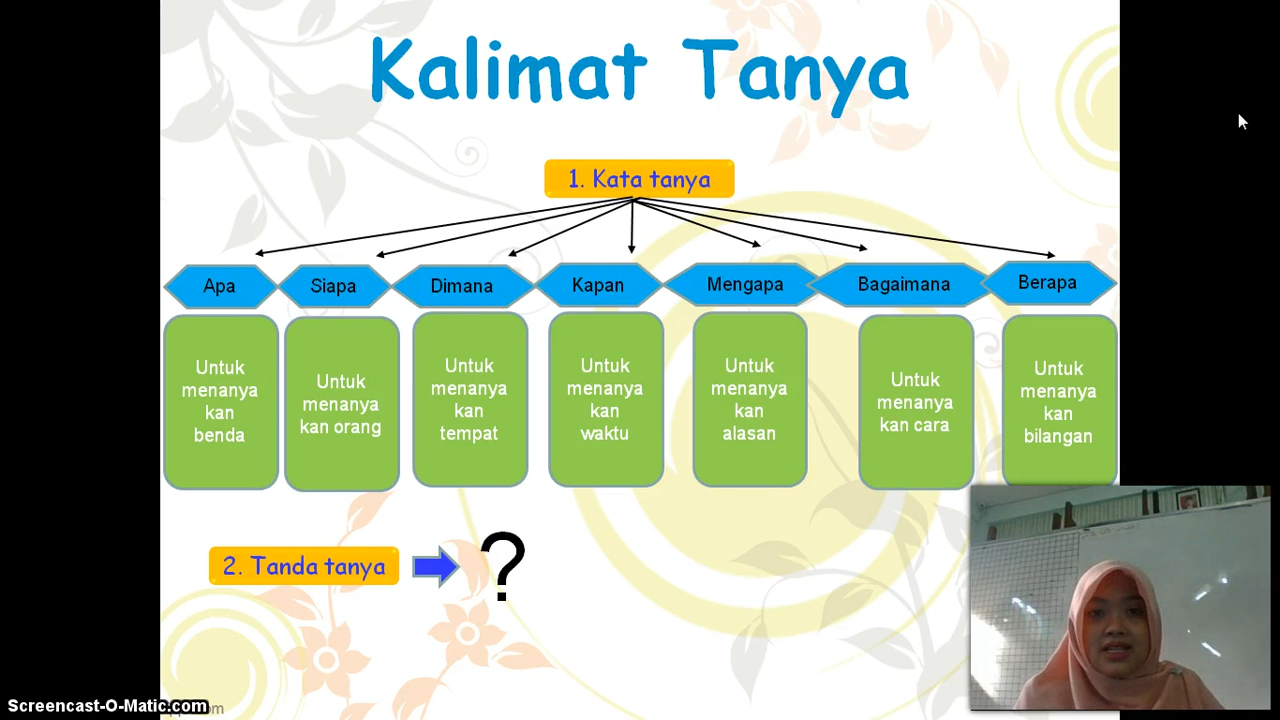 Kalimat Tanya
1. Kata tanya
Apa
Siapa
Dimana
Kapan
Mengapa
Bagaimana
Berapa
Untuk
menanya
kan
benda
Untuk
menanya
kan orang
Untuk
menanya
kan
tempat
Untuk
menanya
kan
waktu
Untuk
menanya
kan
alasan
Untuk
menanya
kan cara
Untuk
menanya
kan
bilangan
2. Tanda tanya
?
Screencast-O-Matic.com